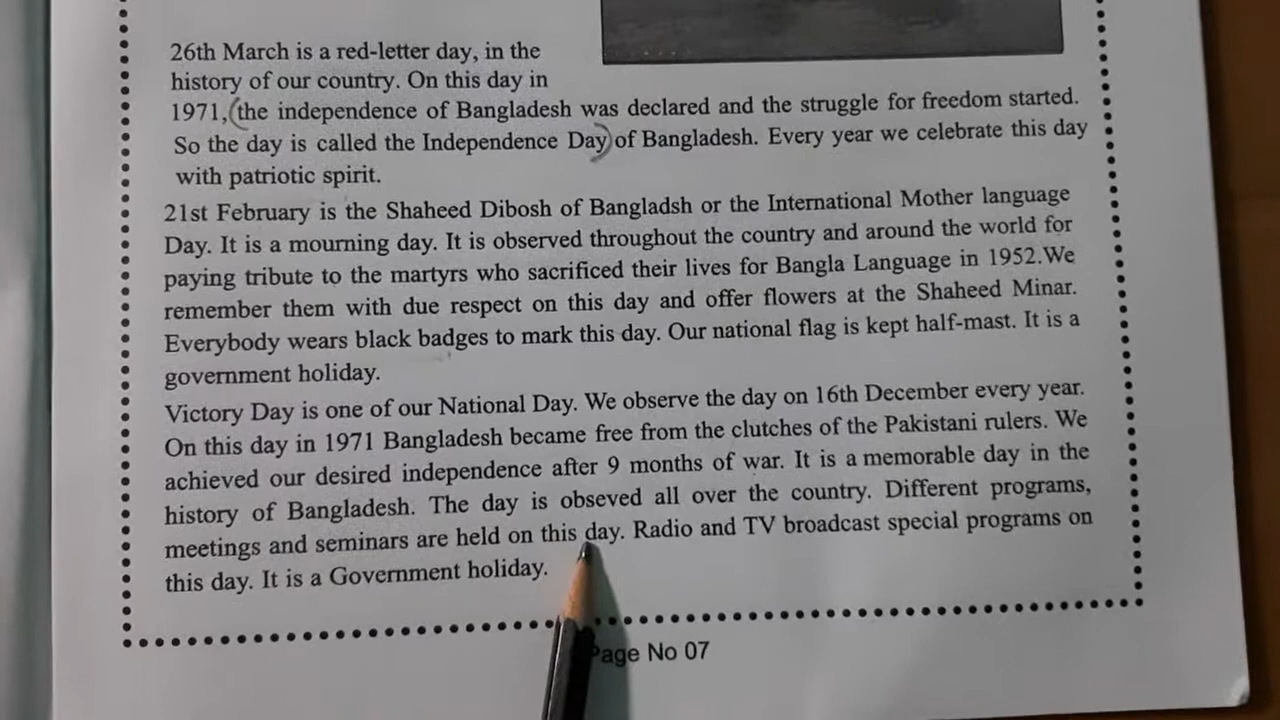 26th March is a red-letter day, in the
history of our country. On this day in
1971, the independence of Bangladesh was declared and the struggle for freedom started.
So the day is called the Independence Day of Bangladesh. Every year we celebrate this day
with patriotic spirit.
21st February is the Shaheed Dibosh of Bangladsh or the International Mother language
Day. It is a mourning day. It is observed throughout the country and around the world for
paying tribute to the martyrs who sacrificed their lives for Bangla Language in 1952.We
remember them with due respect on this day and offer flowers at the Shaheed Minar.
Everybody wears black badges to mark this day. Our national flag is kept half-mast. It is a
government holiday.
Victory Day is one of our National Day. We observe the day on 16th December every year.
On this day in 1971 Bangladesh became free from the clutches of the Pakistani rulers. We
achieved our desired independence after 9 months of war. It is a memorable day in the
history of Bangladesh. The day is obseved all over the country. Different programs,
meetings and seminars are held on this day. Radio and TV broadcast special programs on
this day. It is a Government holiday.
Page No 07